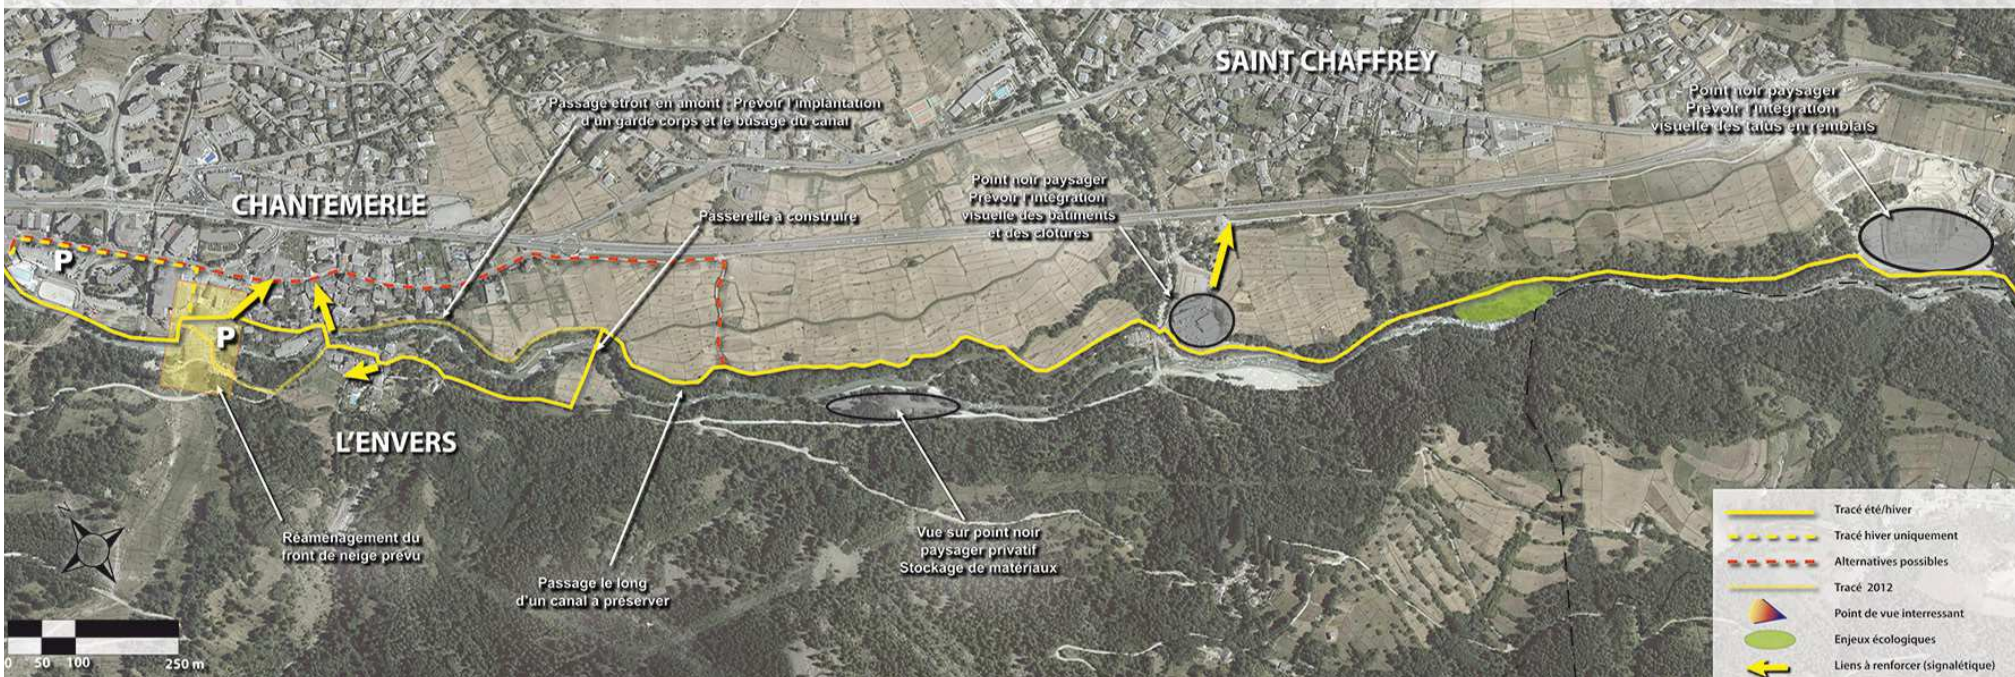 SAINT CHAFFREY
Point noir paysager
Prévoir l'intégration
visuelle des talus en remblais
Passage étroit en amont : Prévoir l'implantation
d'un garde corps et le busage du canal
Point noir paysager
Prévoir l'intégration
visuelle des bâtiments
et des clôtures
CHANTEMERLE
Passerelle à construire
P
P
L'ENVERS
Réaménagement du
front de neige prévu
Passage le long
d'un canal à préserver
Vue sur point noir
paysager privatif
Stockage de matériaux
Tracé été/hiver
Tracé hiver uniquement
Alternatives possibles
Tracé 2012
Point de vue interressant
Enjeux écologiques
Liens à renforcer (signalétique)
0 50 100 250 m